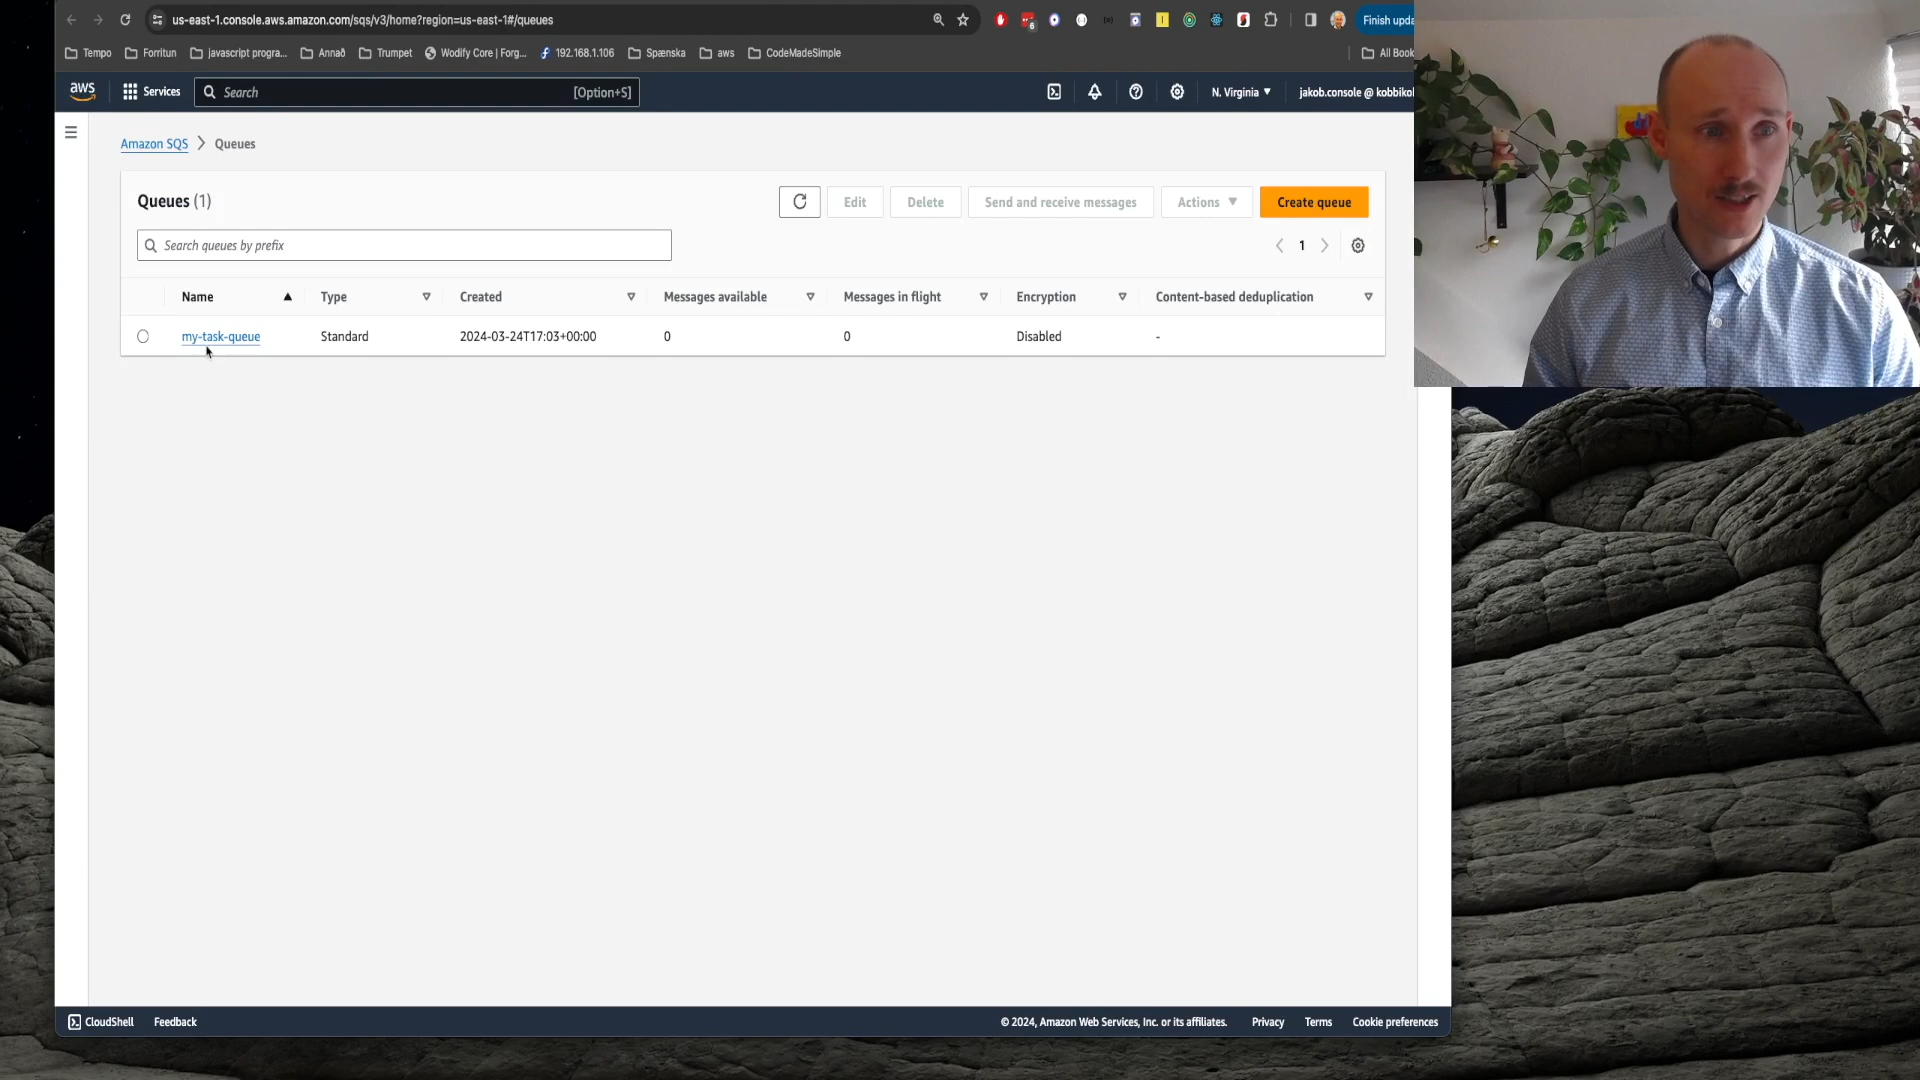 us-east-1.console.aws.amazon.com/sqs/v3/home?region=us-east-1#/queues
6
Finish upda
Tempo
Forritun
javascript progra...
Annað
Trumpet
Wodify Core | Forg...
192.168.1.106
Spænska
aws
CodeMadeSimple
All Book
aws
Services
Search
[Option+S]
N. Virginia
jakob.console @ kobbikol
Amazon SQS
Queues
Queues (1)
Edit
Delete
Send and receive messages
Actions
Create queue
Search queues by prefix
1
Name
Type
Created
Messages available
Messages in flight
Encryption
Content-based deduplication
my-task-queue
Standard
2024-03-24T17:03+00:00
0
0
Disabled
-
CloudShell
Feedback
© 2024, Amazon Web Services, Inc. or its affiliates.
Privacy
Terms
Cookie preferences